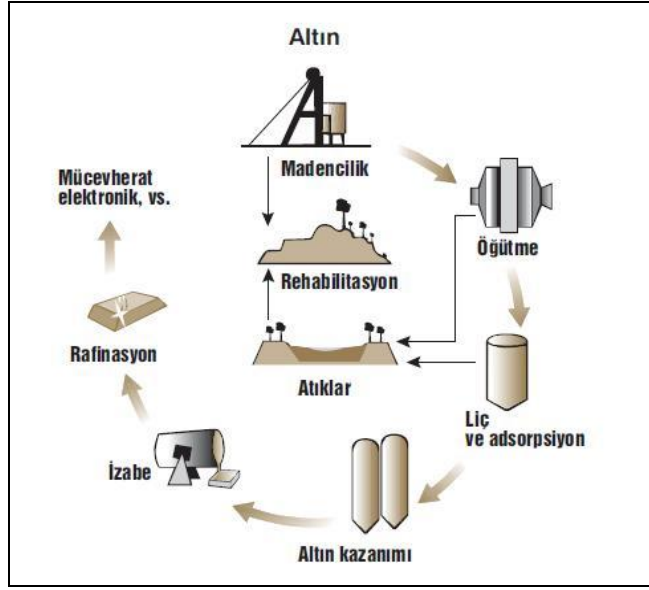 Altın
Madencilik
Mücevherat
elektronik, vs.
Öğütme
Rehabilitasyon
Rafinasyon
Atıklar
Liç
ve adsorpsiyon
İzabe
Altın kazanımı